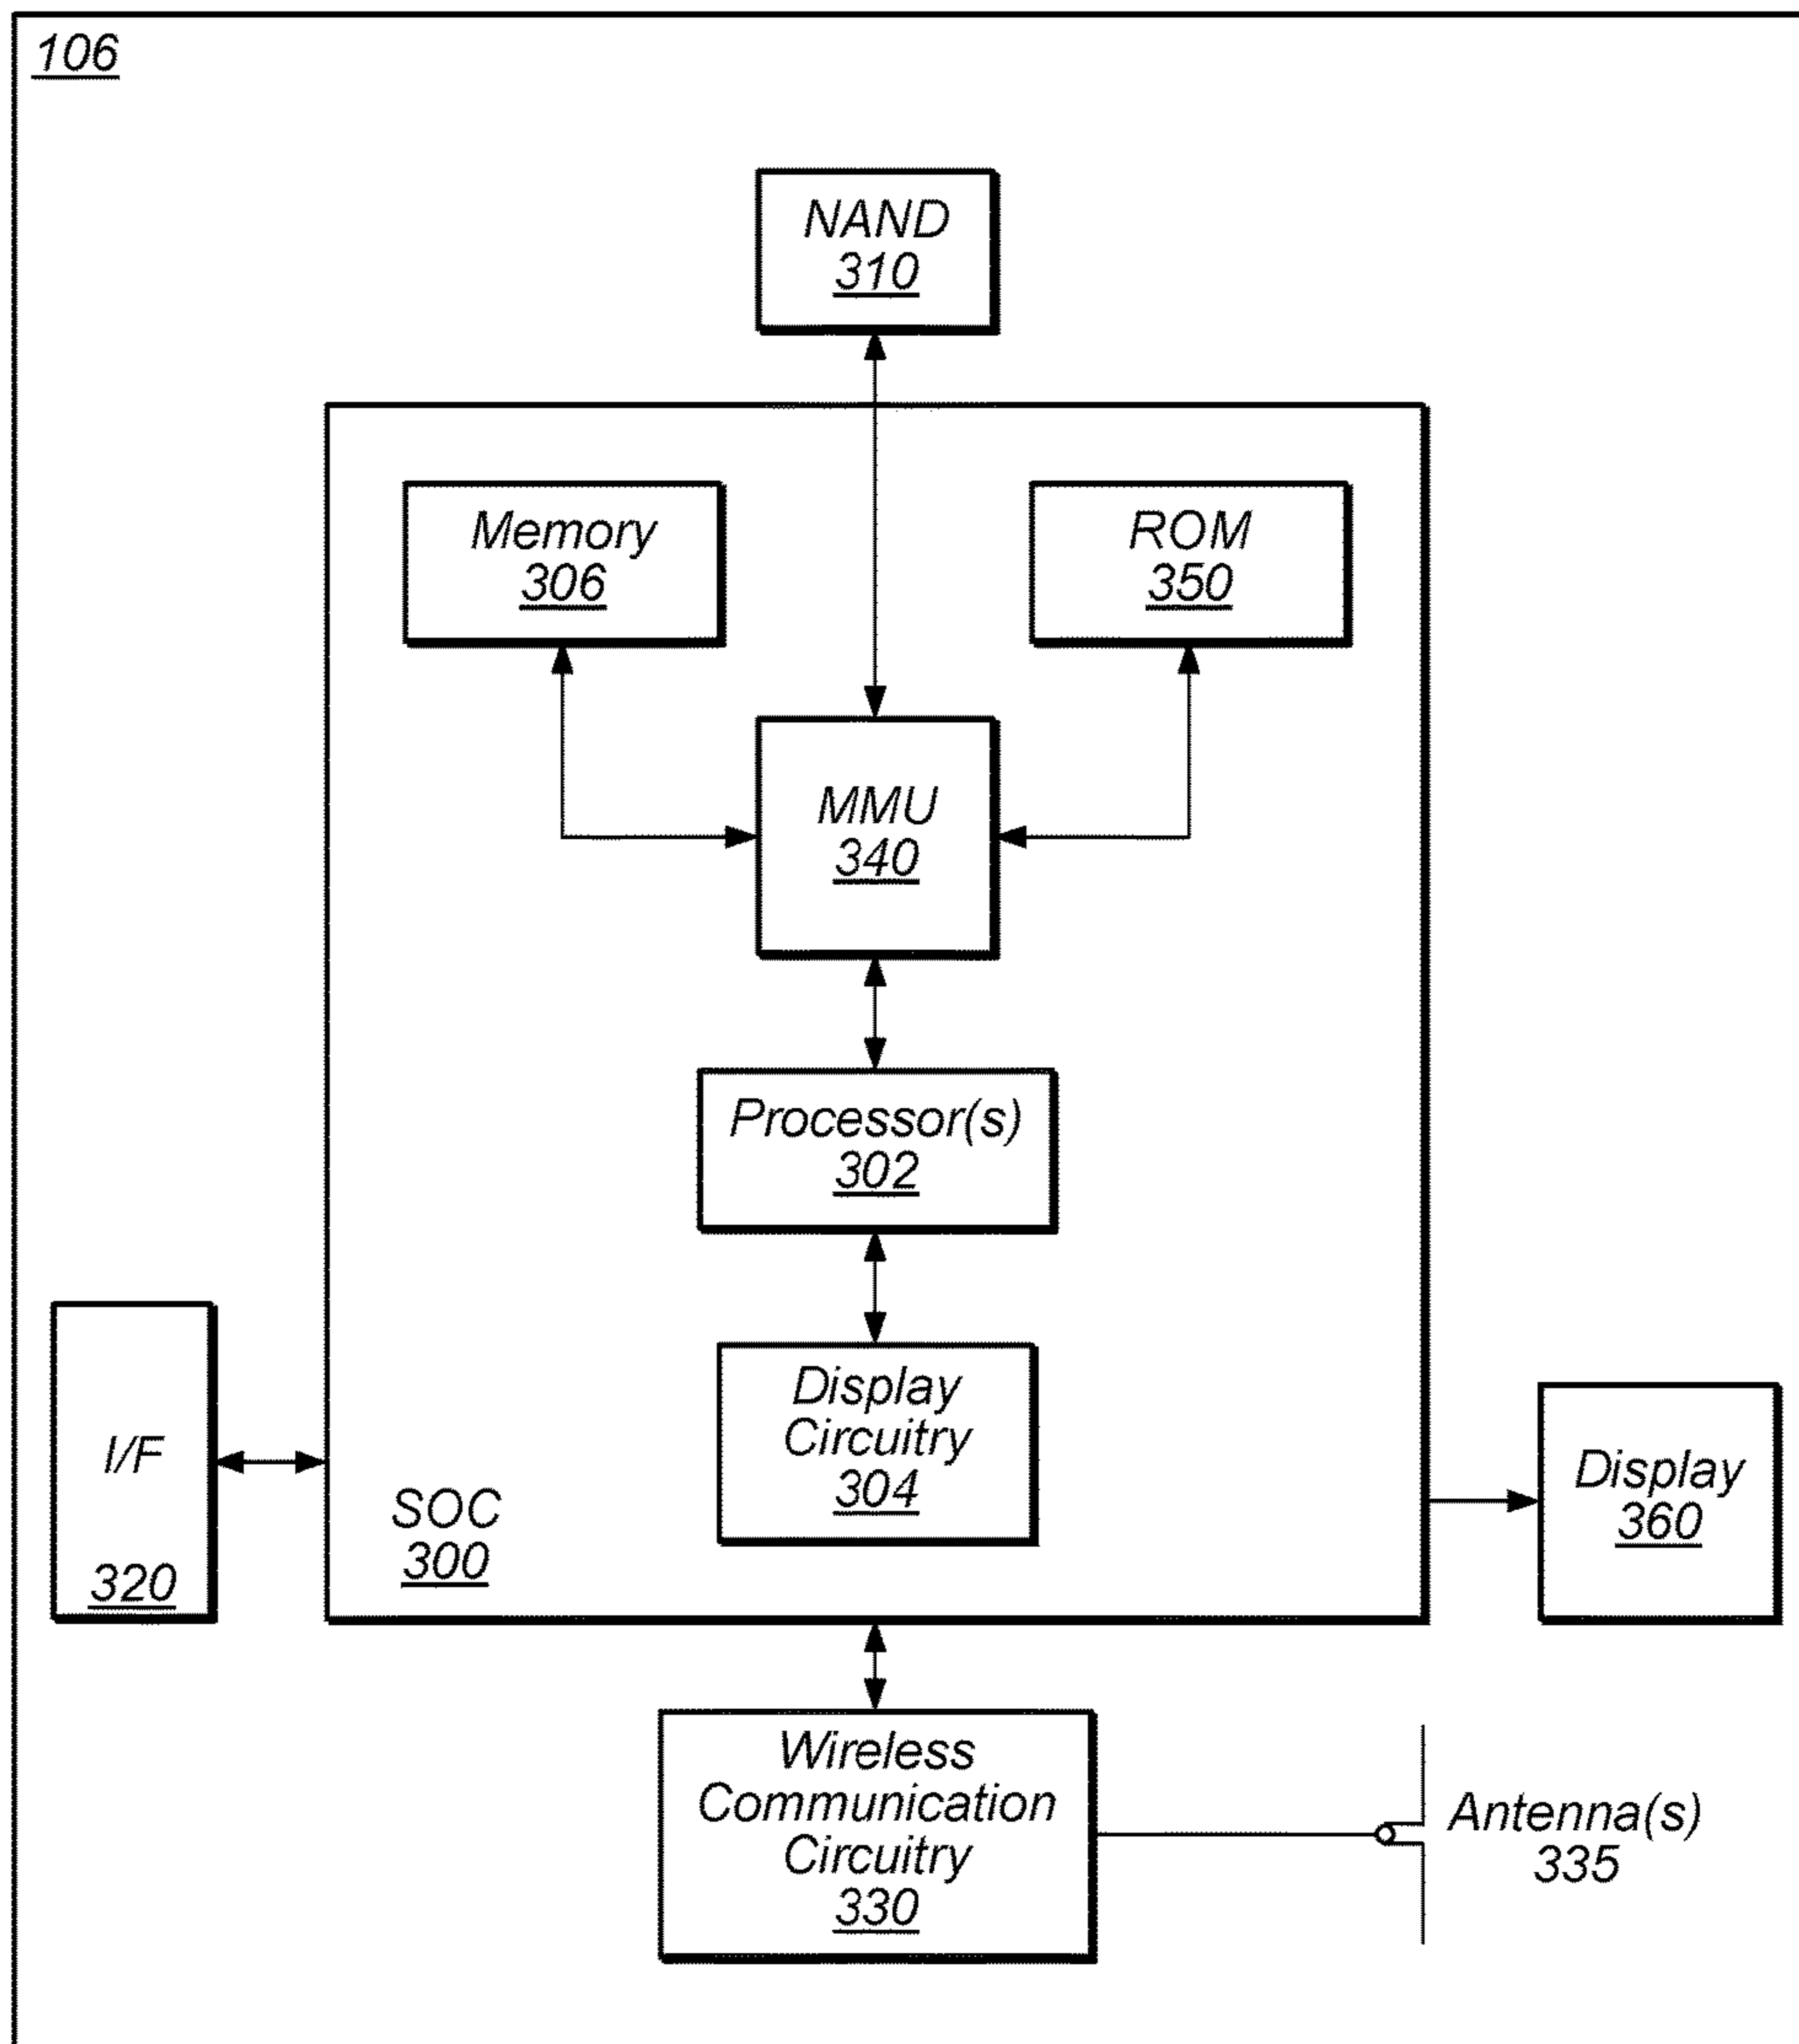 106
NAND
310
Memory
306
ROM
350
MMU
340
Processor(s)
302
Display
Circuitry
304
I/F
320
SOC
300
Display
360
Wireless
Communication
Circuitry
330
Antenna(s)
335